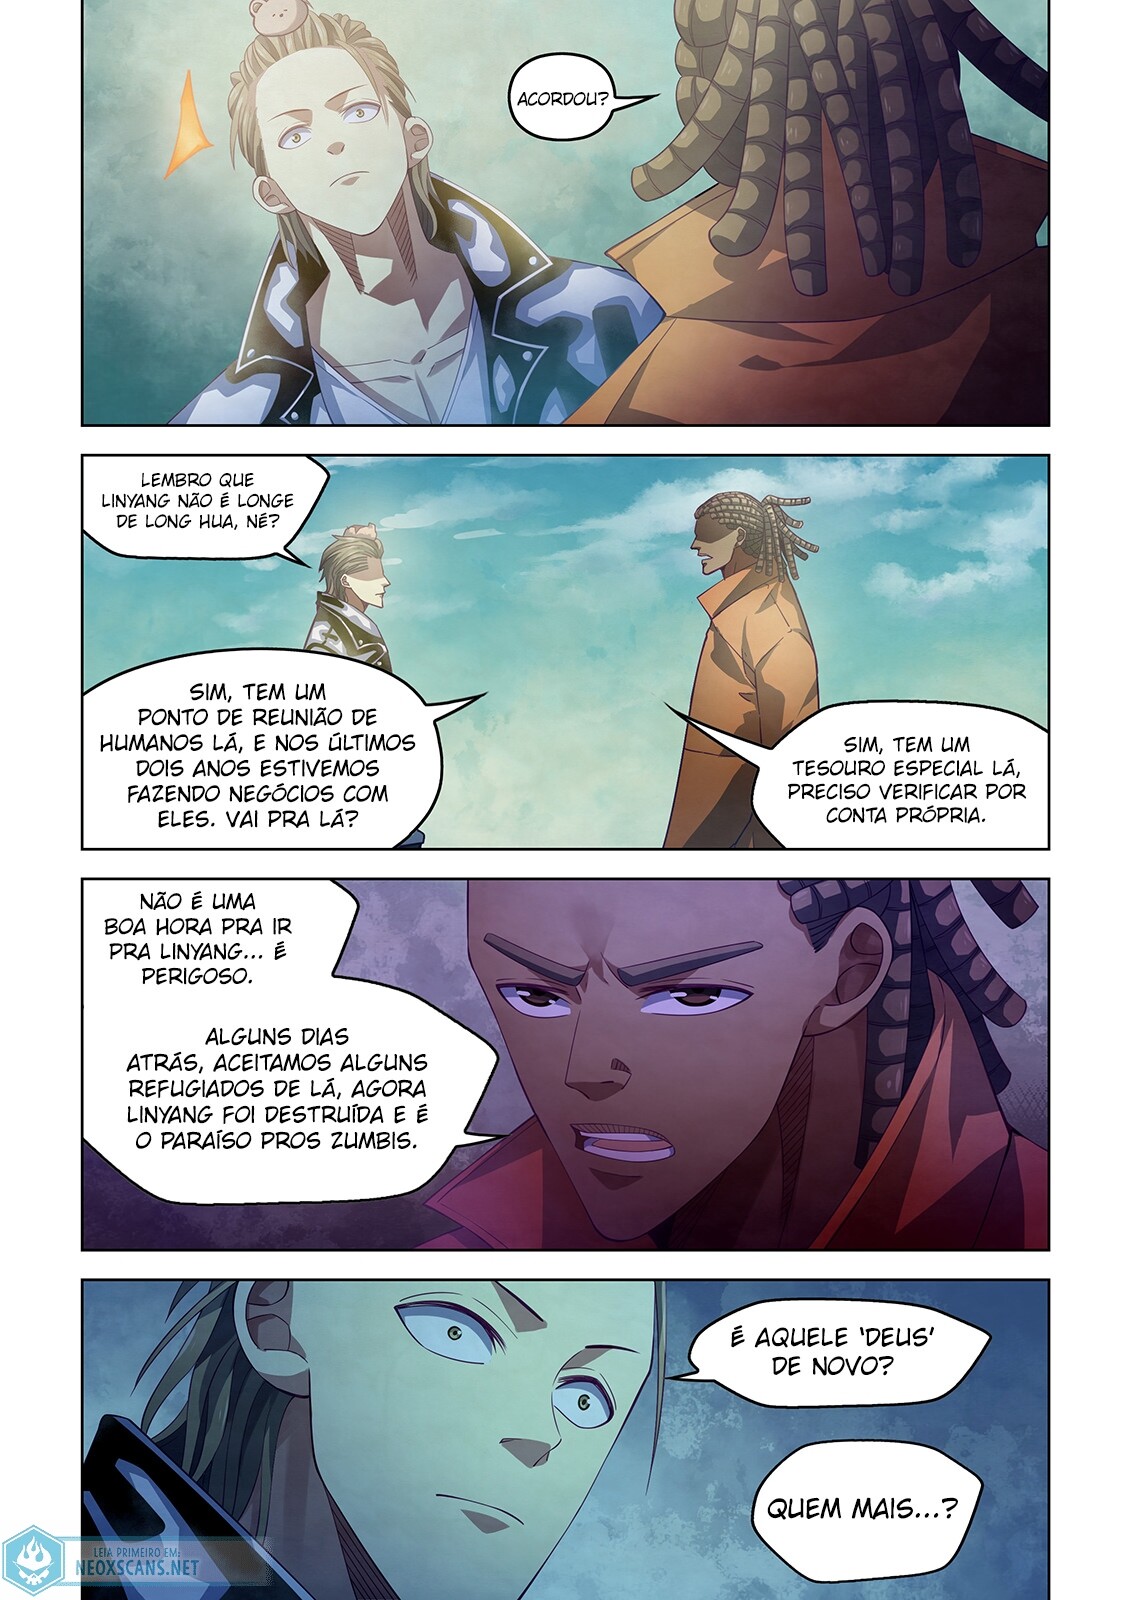 ACORDOU?
LEMBRO QUE
LINYANG NÃO É LONGE
DE LONG HUA, NÉ?
SIM, TEM UM
PONTO DE REUNIÃO DE
HUMANOS LÁ, E NOS ÚLTIMOS
DOIS ANOS ESTIVEMOS
FAZENDO NEGÓCIOS COM
ELES. VAI PRA LÁ?
SIM, TEM UM
TESOURO ESPECIAL LÁ,
PRECISO VERIFICAR POR
CONTA PRÓPRIA.
NÃO É UMA
BOA HORA PRA IR
PRA LINYANG... É
PERIGOSO.
ALGUNS DIAS
ATRÁS, ACEITAMOS ALGUNS
REFUGIADOS DE LÁ, AGORA
LINYANG FOI DESTRUÍDA E É
O PARAÍSO PROS ZUMBIS.
É AQUELE 'DEUS'
DE NOVO?
QUEM MAIS...?
LEIA PRIMEIRO EM:
NEOXSCANS.NET